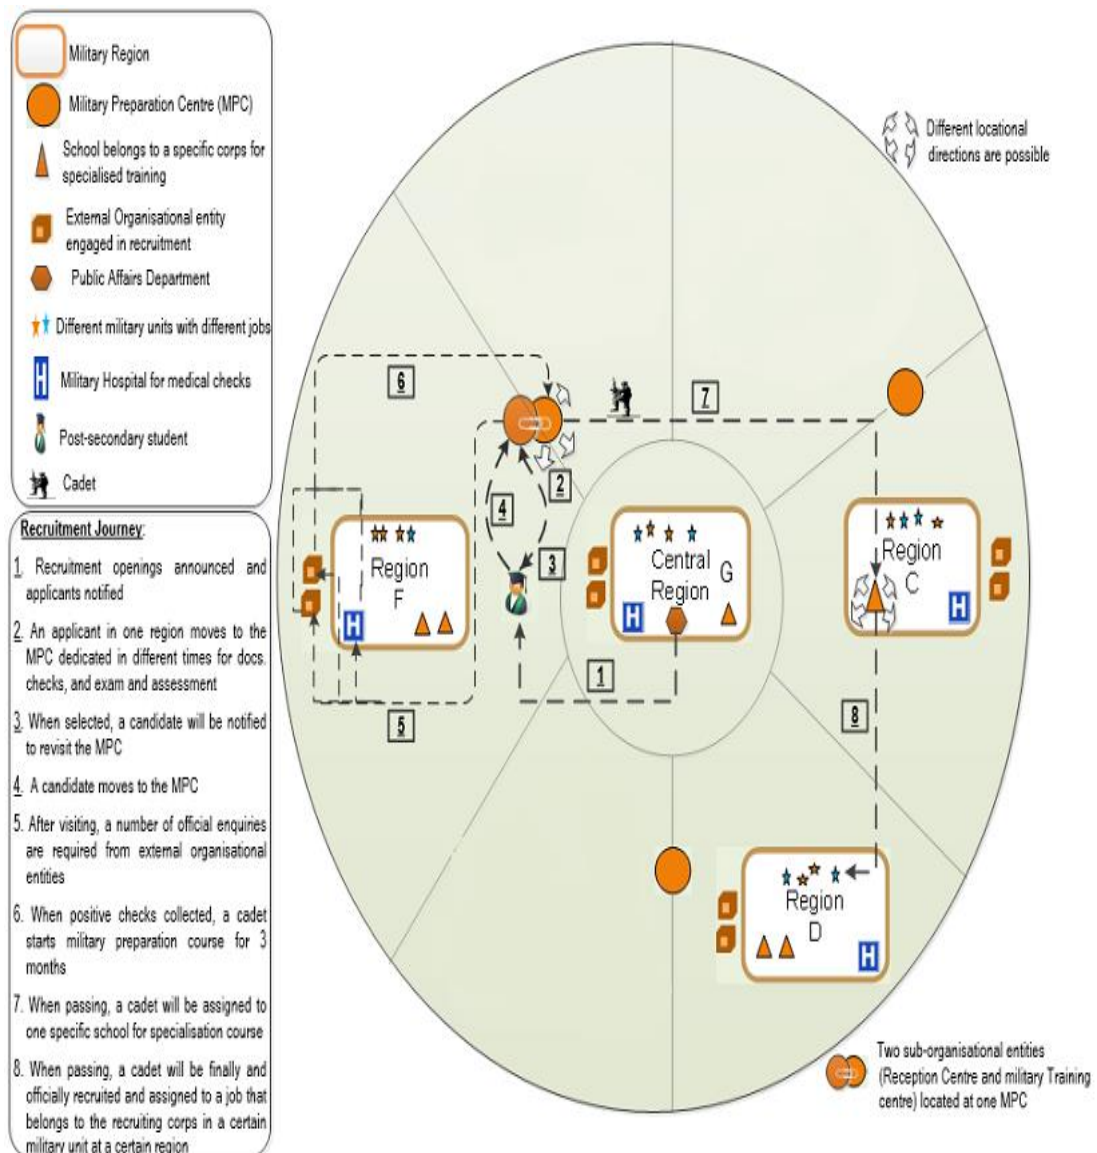 Military Region
Military Preparation Centre (MPC)
School belongs to a specific corps for
specialised training
External Organisational entity
engaged in recruitment
Public Affairs Department
Different military units with different jobs
H
Military Hospital for medical checks
Post-secondary student
Cadet
Recruitment Journey:
1. Recruitment openings announced and
applicants notified
2. An applicant in one region moves to the
MPC dedicated in different times for docs.
checks, and exam and assessment
3. When selected, a candidate will be notified
to revisit the MPC
4. A candidate moves to the MPC
5. After visiting, a number of official enquiries
are required from external organisational
entities
6. When positive checks collected, a cadet
starts military preparation course for 3
months
7. When passing, a cadet will be assigned to
one specific school for specialisation course
8. When passing, a cadet will be finally and
officially recruited and assigned to a job that
belongs to the recruiting corps in a certain
military unit at a certain region
Different locational
directions are possible
6
7
4
2
3
Region
F
H
Central
Region
G
H
Region
C
H
1
5
8
Region
D
H
Two sub-organisational entities
(Reception Centre and military Training
centre) located at one MPC